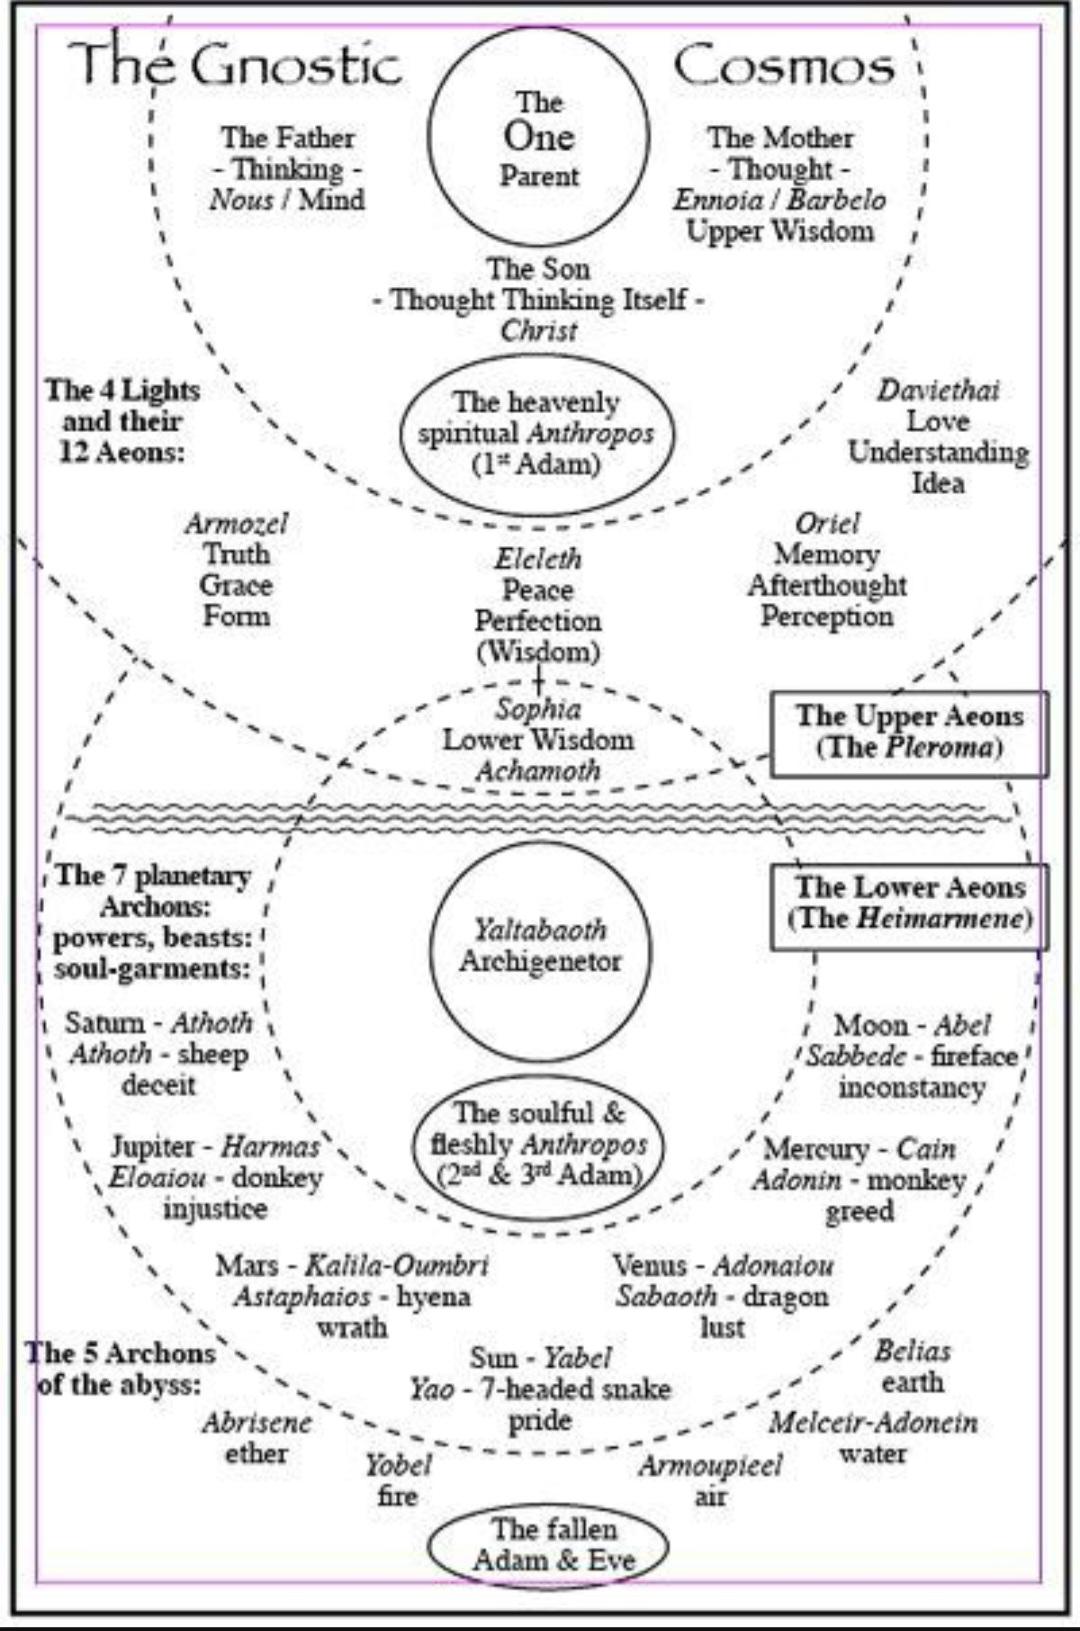 The Gnostic Cosmos
The
One
Parent
The Father
- Thinking -
Nous / Mind
The Mother
- Thought -
Ennoia / Barbelo
Upper Wisdom
The Son
- Thought Thinking Itself -
Christ
The heavenly
spiritual Anthropos
(1st Adam)
The 4 Lights
and their
12 Aeons:
Daviethai
Love
Understanding
Idea
Armozel
Truth
Grace
Form
Eleleth
Peace
Perfection
(Wisdom)
Oriel
Memory
Afterthought
Perception
Sophia
Lower Wisdom
Achamoth
The Upper Aeons
(The Pleroma)
The 7 planetary
Archons:
powers, beasts:
soul-garments:
Yaltabaoth
Archigenetor
The Lower Aeons
(The Heimarmene)
Saturn - Athoth
Athoth - sheep
deceit
Moon - Abel
Sabbede - fireface
inconstancy
The soulful &
fleshly Anthropos
(2nd & 3rd Adam)
Jupiter - Harmas
Eloaiou - donkey
injustice
Mercury - Cain
Adonin - monkey
greed
Mars - Kalila-Oumbri
Astaphaios - hyena
wrath
Venus - Adonaiou
Sabaoth - dragon
lust
Sun - Yabel
Yao - 7-headed snake
pride
The 5 Archons
of the abyss:
Abrisene
ether
Yobel
fire
Armoupieel
air
Melceir-Adonein
water
Belias
earth
The fallen
Adam & Eve